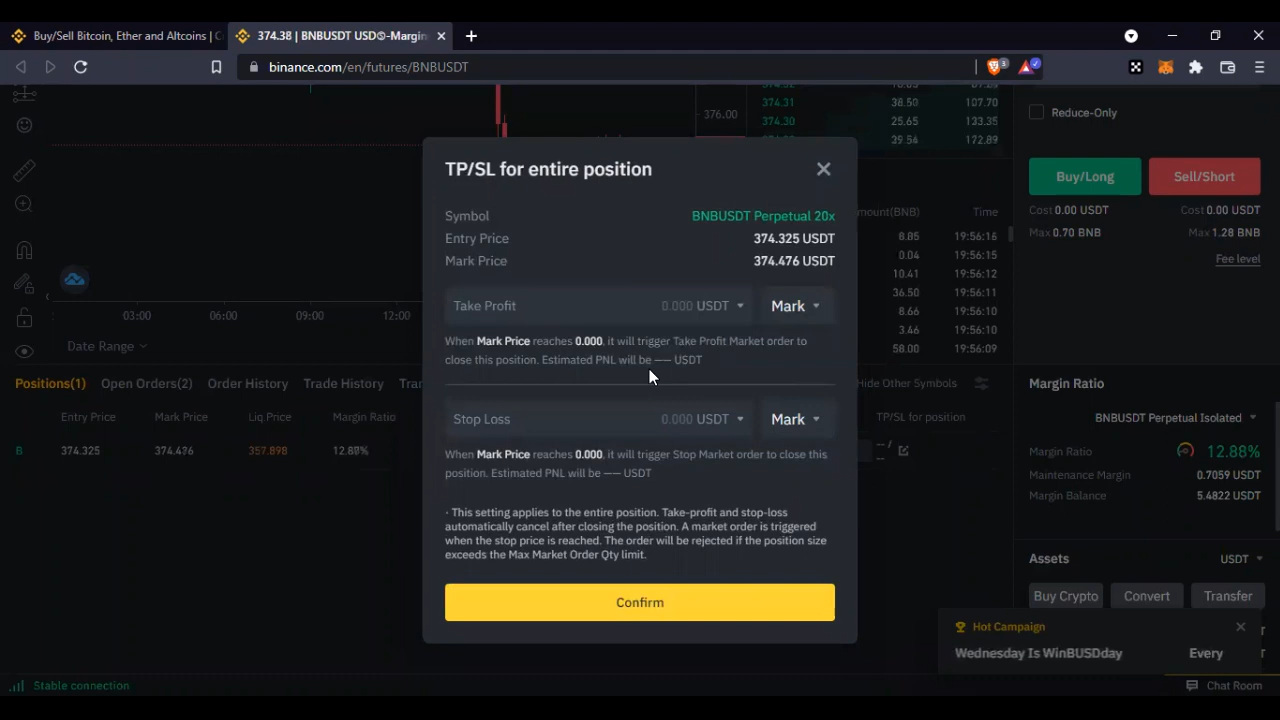 Buy/Sell Bitcoin, Ether and Altcoins | C
374.38 | BNBUSDT USDⓈ-Margin
binance.com/en/futures/BNBUSDT
3
376.00
374.31 38.50 107.70
374.30 25.65 133.35
39.54 172.89
Reduce-Only
Buy/Long Sell/Short
Cost 0.00 USDT Cost 0.00 USDT
Max 0.70 BNB Max 1.28 BNB
Fee level
mount(BNB) Time
8.05 19:56:16
0.04 19:56:15
10.41 19:56:12
36.50 19:56:11
8.66 19:56:10
3.46 19:56:10
58.00 19:56:09
TP/SL for entire position
Symbol BNBUSDT Perpetual 20x
Entry Price 374.325 USDT
Mark Price 374.476 USDT
Take Profit 0.000 USDT Mark
When Mark Price reaches 0.000, it will trigger Take Profit Market order to
close this position. Estimated PNL will be —— USDT
Stop Loss 0.000 USDT Mark
When Mark Price reaches 0.000, it will trigger Stop Market order to close this
position. Estimated PNL will be —— USDT
· This setting applies to the entire position. Take-profit and stop-loss
automatically cancel after closing the position. A market order is triggered
when the stop price is reached. The order will be rejected if the position size
exceeds the Max Market Order Qty limit.
Confirm
03:00 06:00 09:00 12:00
Date Range
Positions(1) Open Orders(2) Order History Trade History Tra
Hide Other Symbols
Entry Price Mark Price Liq.Price Margin Ratio TP/SL for position
B 374.325 374.476 357.898 12.88% -- / --
Margin Ratio
BNBUSDT Perpetual Isolated
Margin Ratio 12.88%
Maintenance Margin 0.7059 USDT
Margin Balance 5.4822 USDT
Assets USDT
Buy Crypto Convert Transfer
Hot Campaign
Wednesday Is WinBUSDday Every
Stable connection
Chat Room